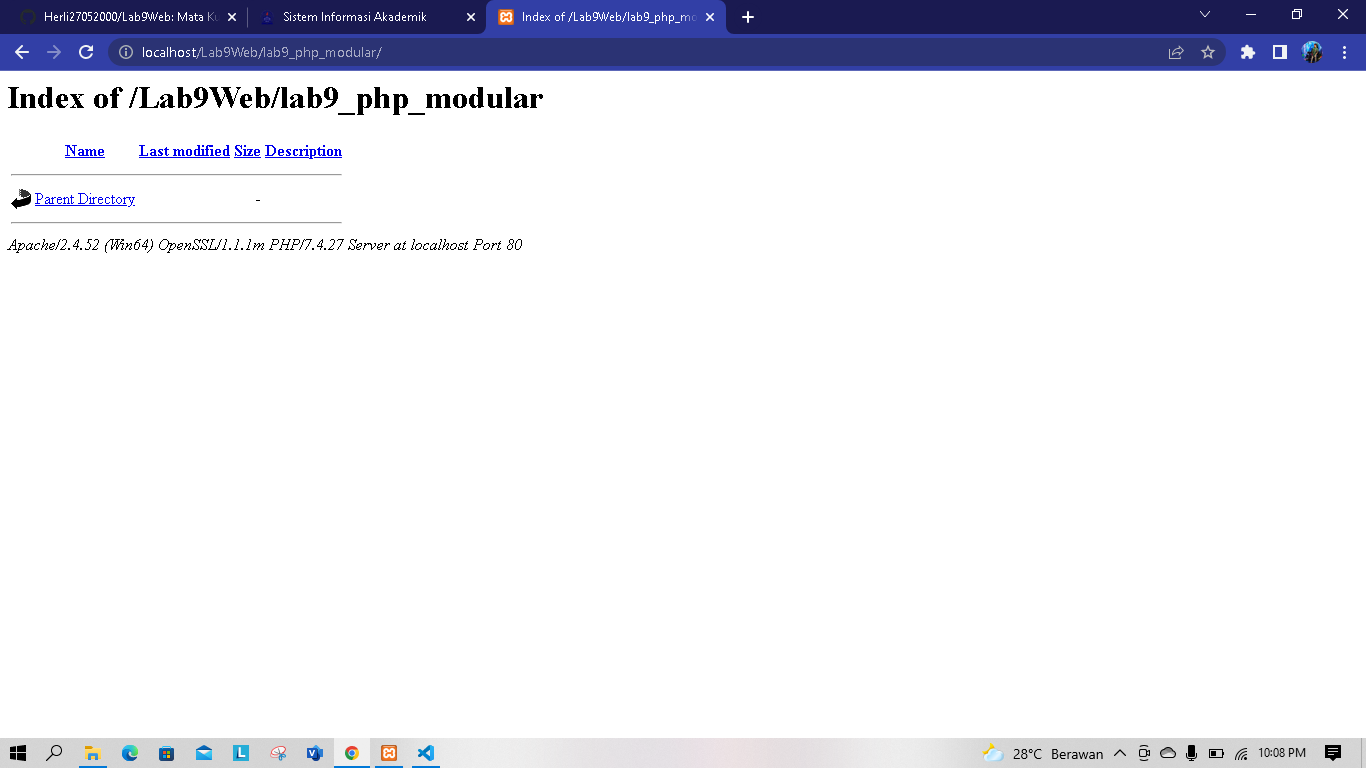 Herli27052000/Lab9Web: Mata Ku
Sistem Informasi Akademik
Index of /Lab9Web/lab9_php_mo
localhost/Lab9Web/lab9_php_modular/
Index of /Lab9Web/lab9_php_modular
Name Last modified Size Description
Parent Directory -
Apache/2.4.52 (Win64) OpenSSL/1.1.1m PHP/7.4.27 Server at localhost Port 80
28°C Berawan 10:08 PM